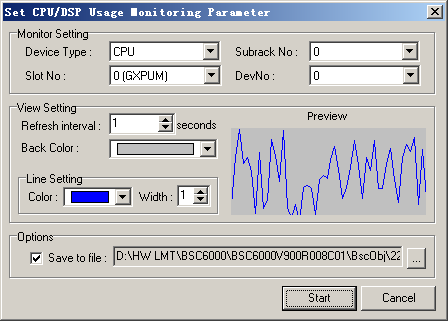 Set CPU/DSP Usage Monitoring Parameter
Monitor Setting
Device Type : CPU Subrack No : 0
Slot No : 0 (GXPUM) DevNo : 0
View Setting
Refresh interval : 1 seconds
Back Color :
Preview
Line Setting
Color : Width : 1
Options
Save to file : D:\HW LMT\BSC6000\BSC6000V900R008C01\BscObj\22 ...
Start Cancel